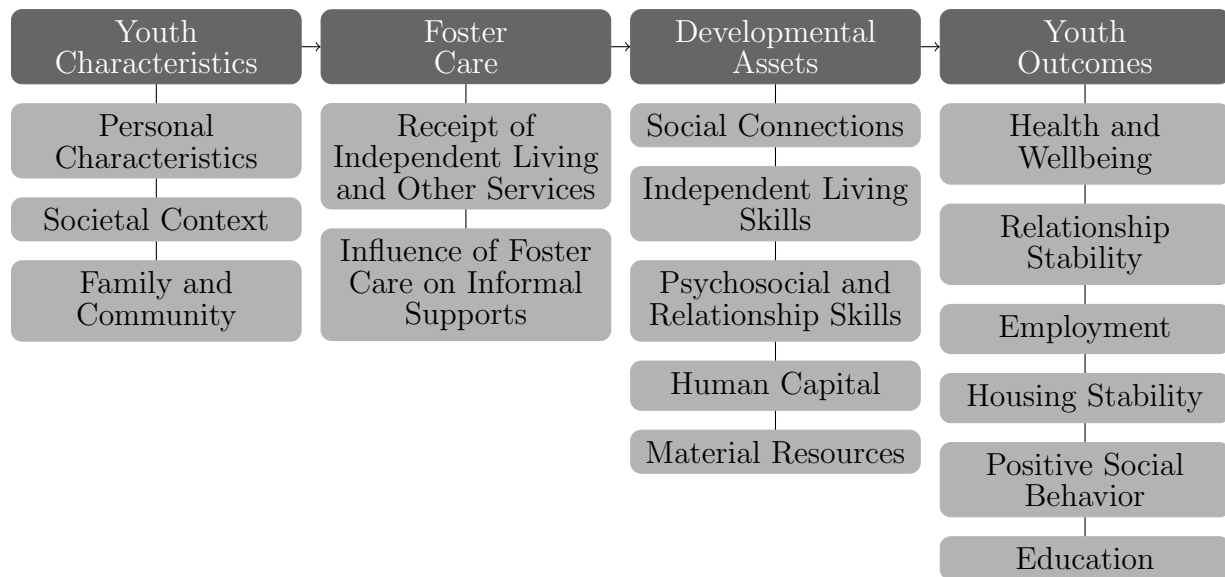 Youth
Characteristics
Personal
Characteristics
Societal Context
Family and
Community
Foster
Care
Receipt of
Independent Living
and Other Services
Influence of Foster
Care on Informal
Supports
Developmental
Assets
Social Connections
Independent Living
Skills
Psychosocial and
Relationship Skills
Human Capital
Material Resources
Youth
Outcomes
Health and
Wellbeing
Relationship
Stability
Employment
Housing Stability
Positive Social
Behavior
Education